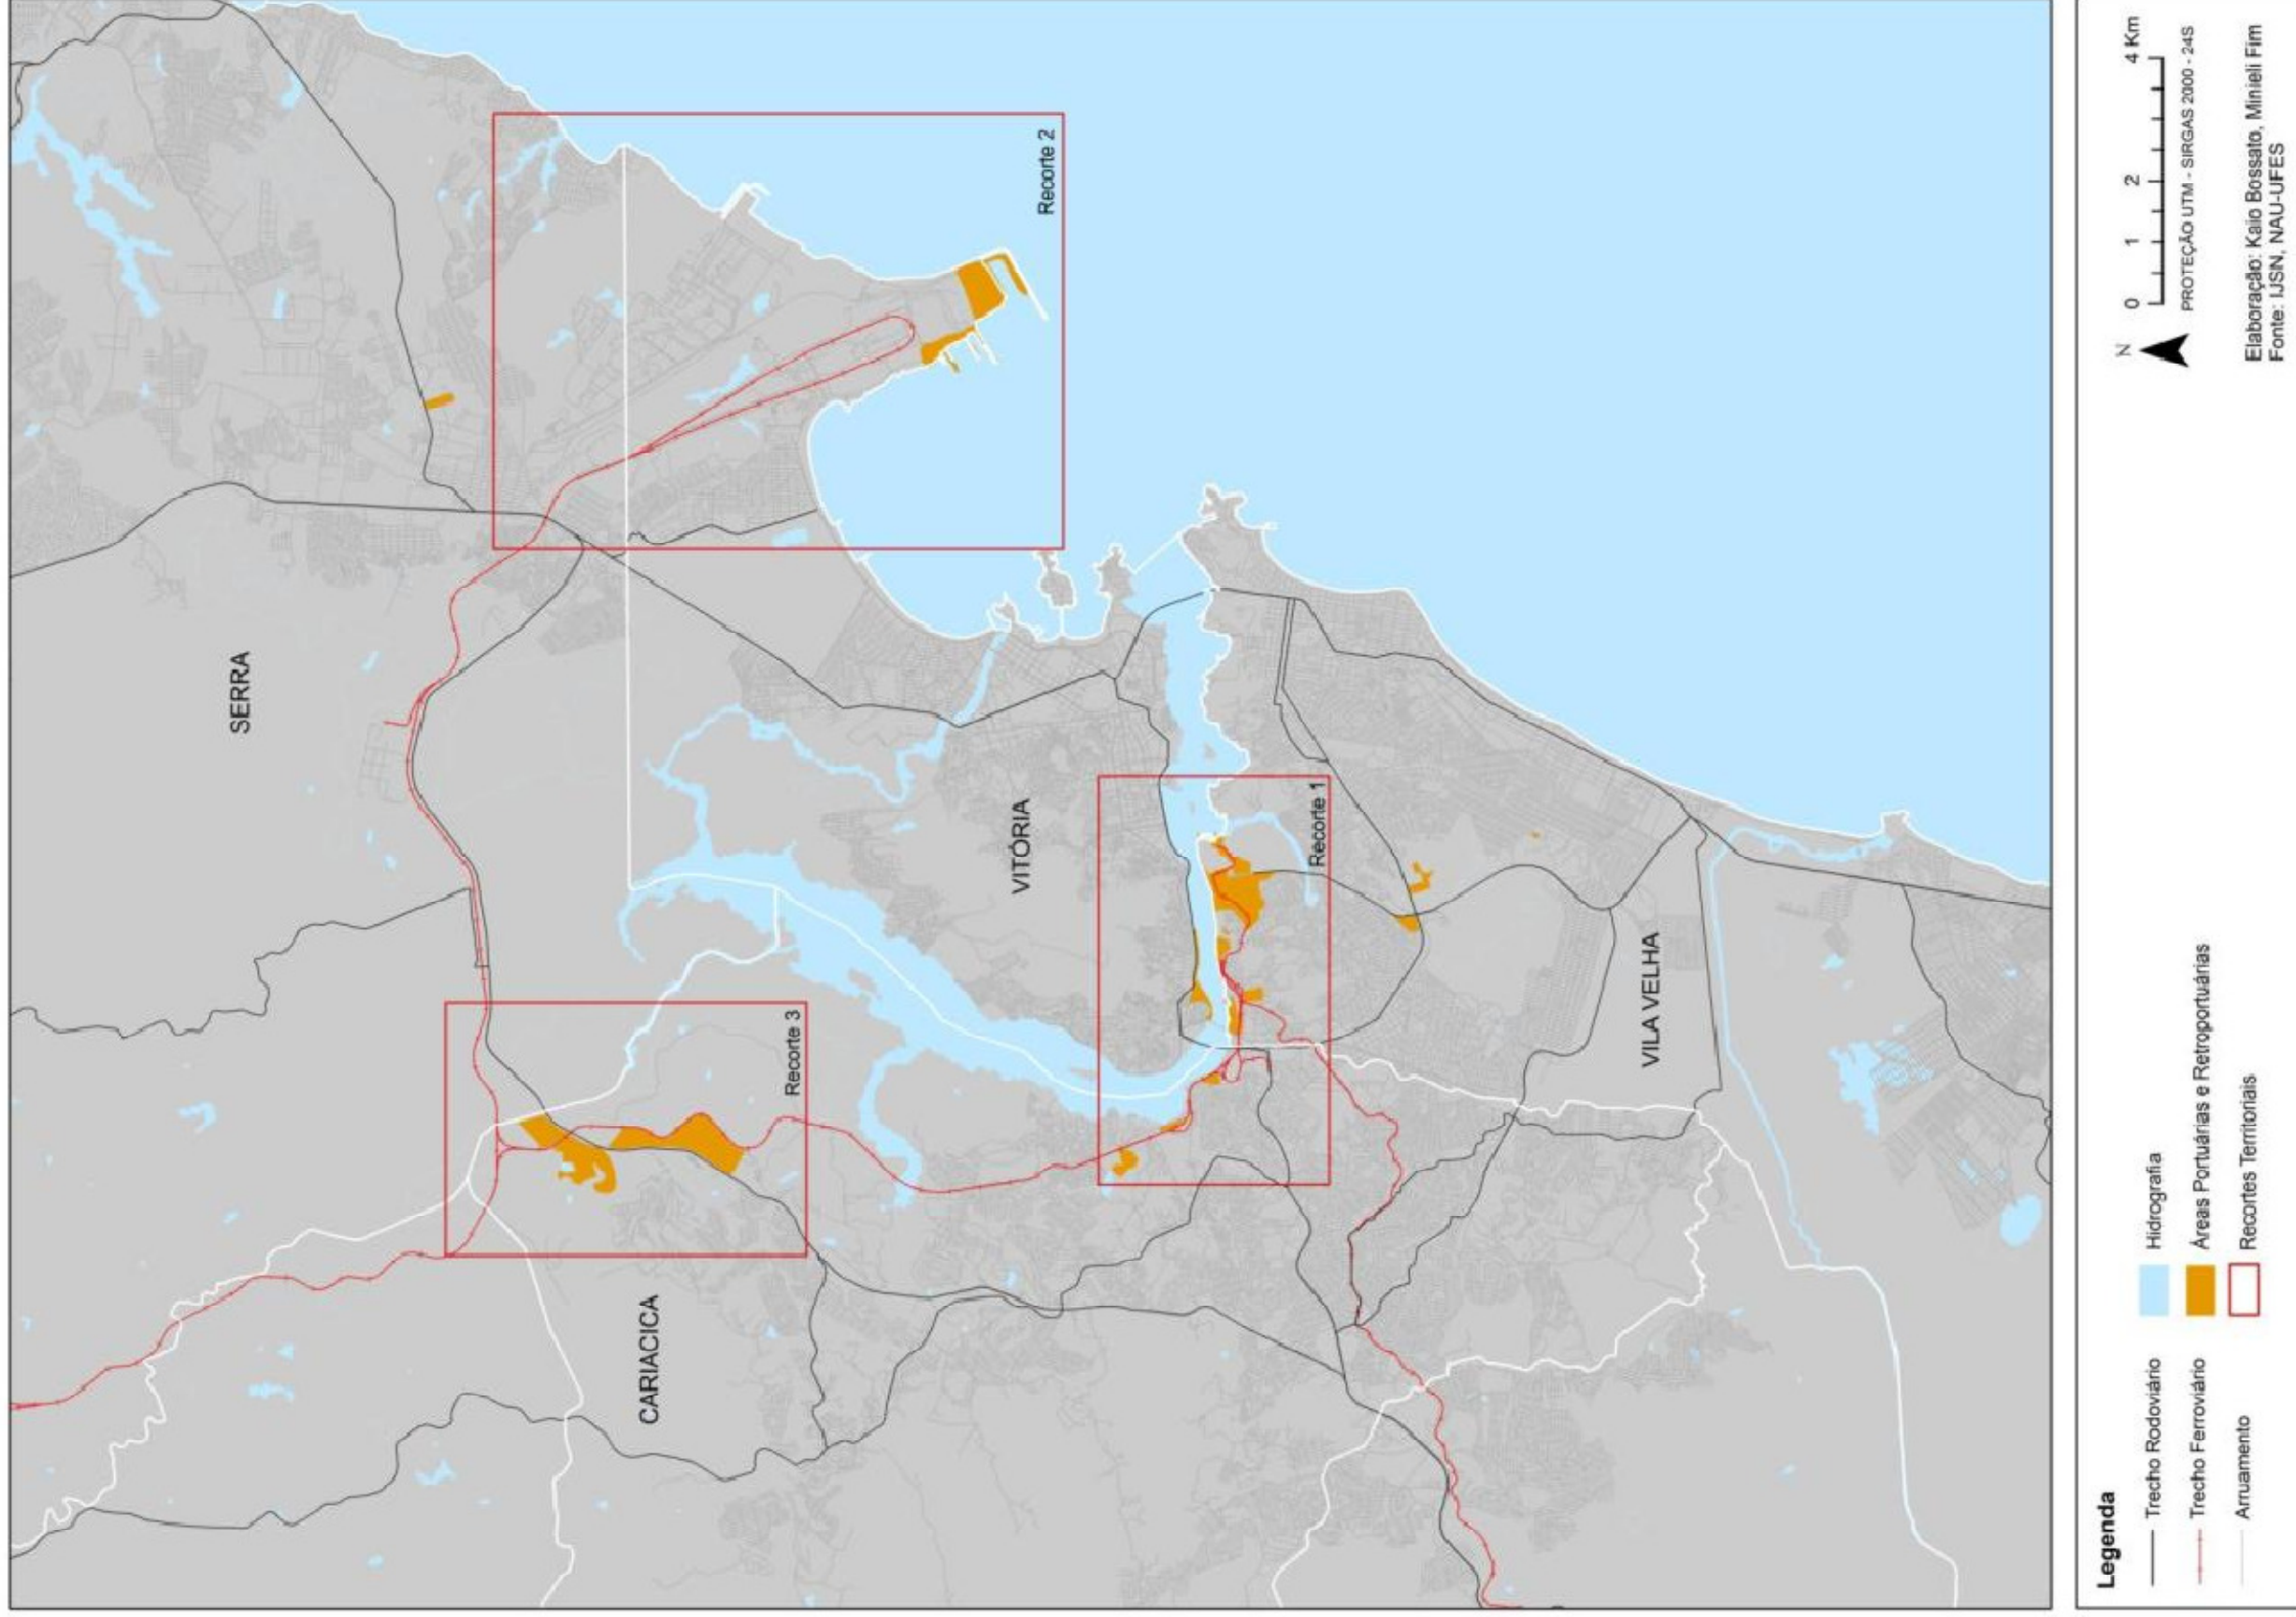 SERRA
Recorte 2
Recorte 3
VITÓRIA
CARIACICA
Recorte 1
VILA VELHA
Legenda
Trecho Rodoviário
Trecho Ferroviário
Arruamento
Hidrografia
Áreas Portuárias e Retroportuárias
Recortes Territoriais
N
0 1 2 4 Km
PROTEÇÃO UTM - SIRGAS 2000 - 24S
Elaboração: Kaio Bossato, Minieli Fim
Fonte: IJSN, NAU-UFES